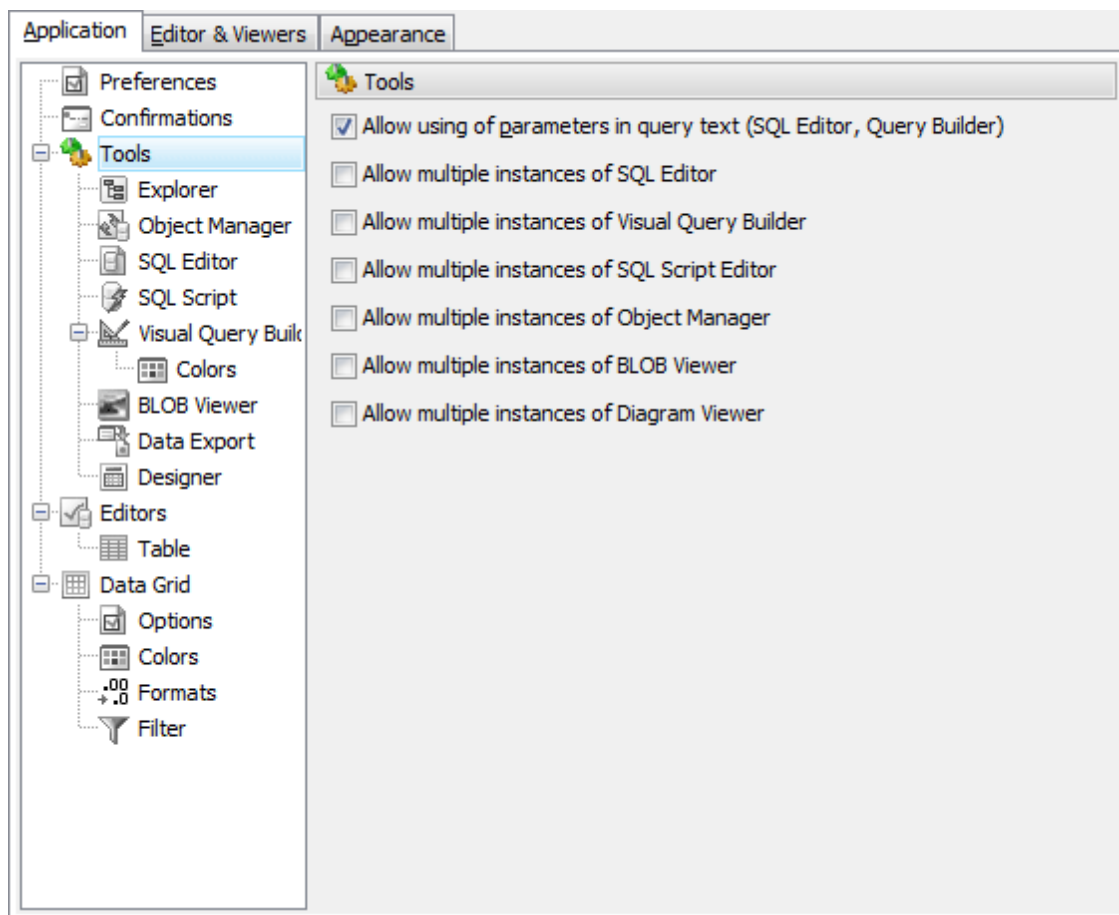 Application
Editor & Viewers
Appearance
Preferences
Confirmations
Tools
Explorer
Object Manager
SQL Editor
SQL Script
Visual Query Buil
Colors
BLOB Viewer
Data Export
Designer
Editors
Table
Data Grid
Options
Colors
Formats
Filter
Tools
Allow using of parameters in query text (SQL Editor, Query Builder)
Allow multiple instances of SQL Editor
Allow multiple instances of Visual Query Builder
Allow multiple instances of SQL Script Editor
Allow multiple instances of Object Manager
Allow multiple instances of BLOB Viewer
Allow multiple instances of Diagram Viewer